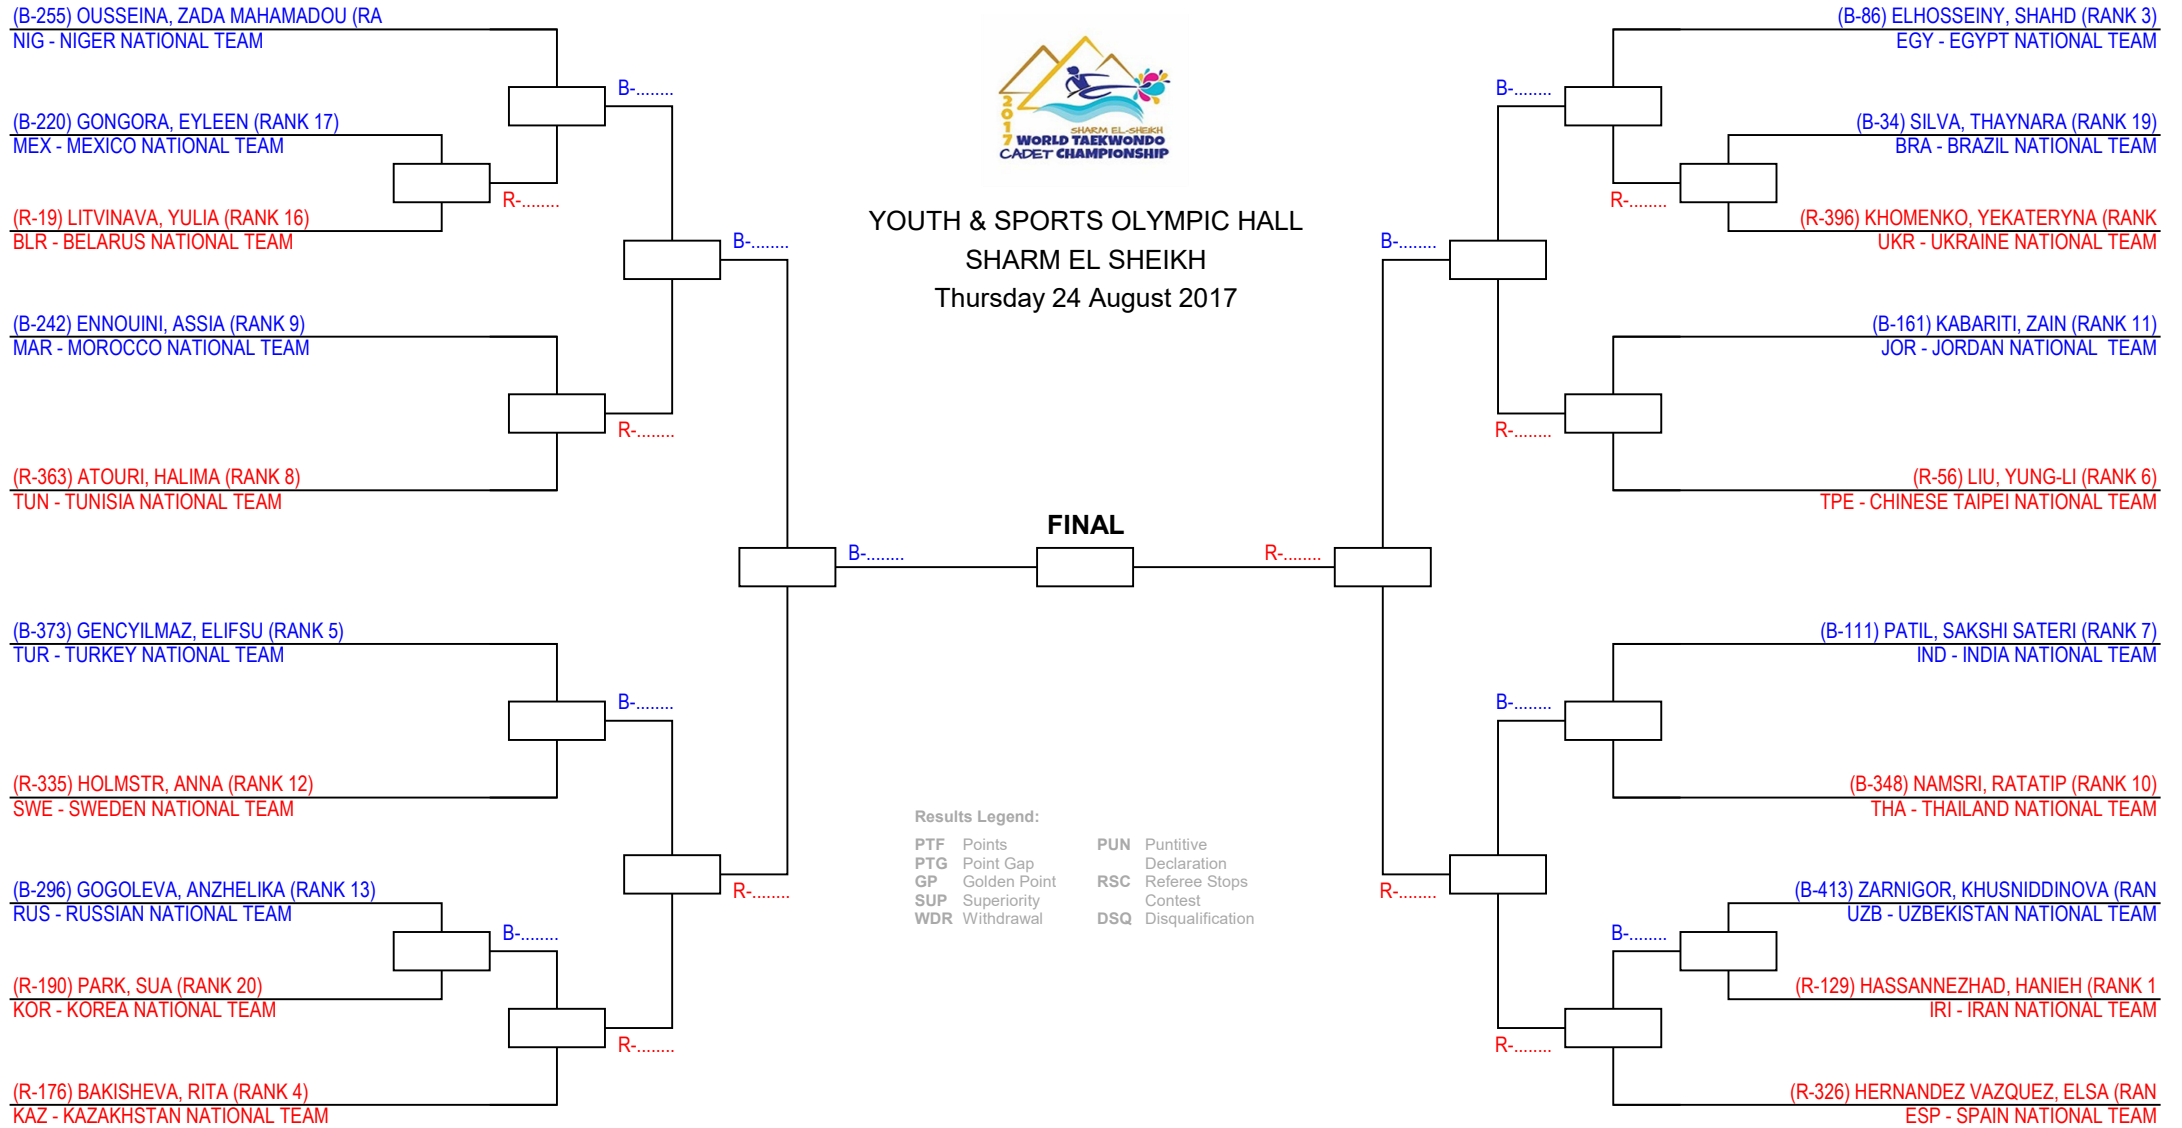 (B-255) OUSSEINA, ZADA MAHAMADOU (RA
NIG - NIGER NATIONAL TEAM
B-........
(B-220) GONGORA, EYLEEN (RANK 17)
MEX - MEXICO NATIONAL TEAM
R-........
(R-19) LITVINAVA, YULIA (RANK 16)
BLR - BELARUS NATIONAL TEAM
B-........
(B-242) ENNOUINI, ASSIA (RANK 9)
MAR - MOROCCO NATIONAL TEAM
R-........
(R-363) ATOURI, HALIMA (RANK 8)
TUN - TUNISIA NATIONAL TEAM
B-........
(B-373) GENCYILMAZ, ELIFSU (RANK 5)
TUR - TURKEY NATIONAL TEAM
B-........
(R-335) HOLMSTR, ANNA (RANK 12)
SWE - SWEDEN NATIONAL TEAM
(B-296) GOGOLEVA, ANZHELIKA (RANK 13)
RUS - RUSSIAN NATIONAL TEAM
R-........
B-........
(R-190) PARK, SUA (RANK 20)
KOR - KOREA NATIONAL TEAM
R-........
(R-176) BAKISHEVA, RITA (RANK 4)
KAZ - KAZAKHSTAN NATIONAL TEAM
2017
SHARM EL-SHEIKH
WORLD TAEKWONDO
CADET CHAMPIONSHIP
YOUTH & SPORTS OLYMPIC HALL
SHARM EL SHEIKH
Thursday 24 August 2017
FINAL
Results Legend:
PTF Points
PTG Point Gap
GP Golden Point
SUP Superiority
WDR Withdrawal
PUN Puntitive
Declaration
RSC Referee Stops
Contest
DSQ Disqualification
(B-86) ELHOSSEINY, SHAHD (RANK 3)
EGY - EGYPT NATIONAL TEAM
B-........
(B-34) SILVA, THAYNARA (RANK 19)
BRA - BRAZIL NATIONAL TEAM
R-........
(R-396) KHOMENKO, YEKATERYNA (RANK
UKR - UKRAINE NATIONAL TEAM
B-........
(B-161) KABARITI, ZAIN (RANK 11)
JOR - JORDAN NATIONAL  TEAM
R-........
(R-56) LIU, YUNG-LI (RANK 6)
TPE - CHINESE TAIPEI NATIONAL TEAM
R-........
(B-111) PATIL, SAKSHI SATERI (RANK 7)
IND - INDIA NATIONAL TEAM
B-........
(B-348) NAMSRI, RATATIP (RANK 10)
THA - THAILAND NATIONAL TEAM
R-........
(B-413) ZARNIGOR, KHUSNIDDINOVA (RAN
UZB - UZBEKISTAN NATIONAL TEAM
B-........
(R-129) HASSANNEZHAD, HANIEH (RANK 1
IRI - IRAN NATIONAL TEAM
R-........
(R-326) HERNANDEZ VAZQUEZ, ELSA (RAN
ESP - SPAIN NATIONAL TEAM